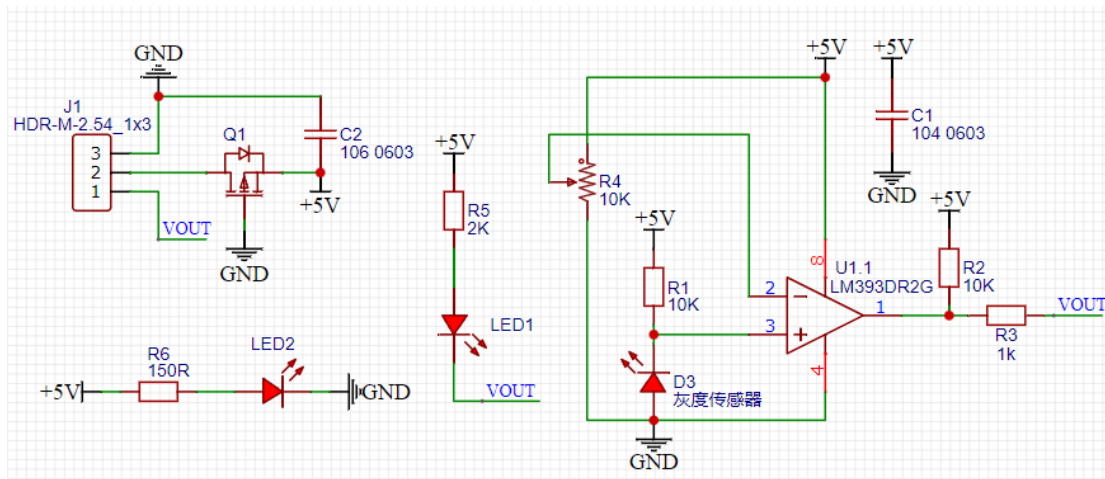 GND
J1
HDR-M-2.54_1x3
3
2
1
VOUT
Q1
GND
C2
106 0603
+5V
+5V
R5
2K
LED1
VOUT
R6
150R
LED2
+5V
GND
+5V
+5V
C1
104 0603
GND
R4
10K
+5V
R1
10K
2
3
8
4
1
U1.1
LM393DR2G
+5V
R2
10K
R3
1k
VOUT
D3
灰度传感器
GND